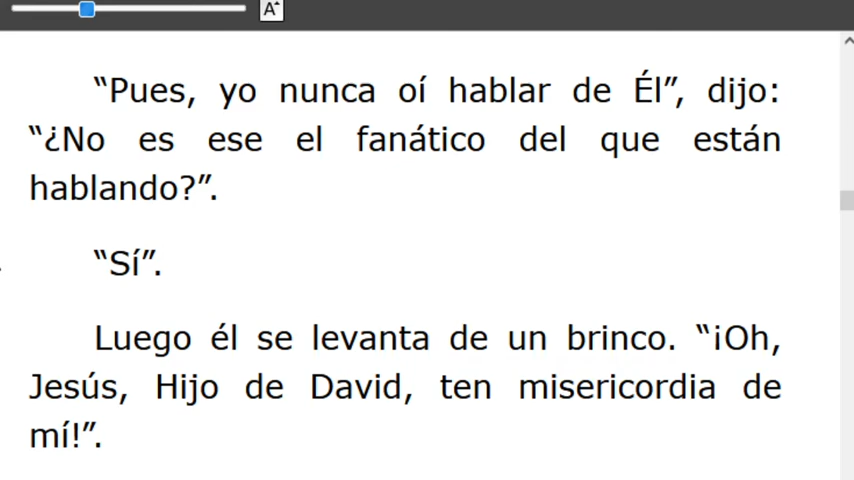 A
“Pues, yo nunca oí hablar de Él”, dijo:
“¿No es ese el fanático del que están
hablando?”.
“Sí”.
Luego él se levanta de un brinco. “¡Oh,
Jesús, Hijo de David, ten misericordia de
mí!”.